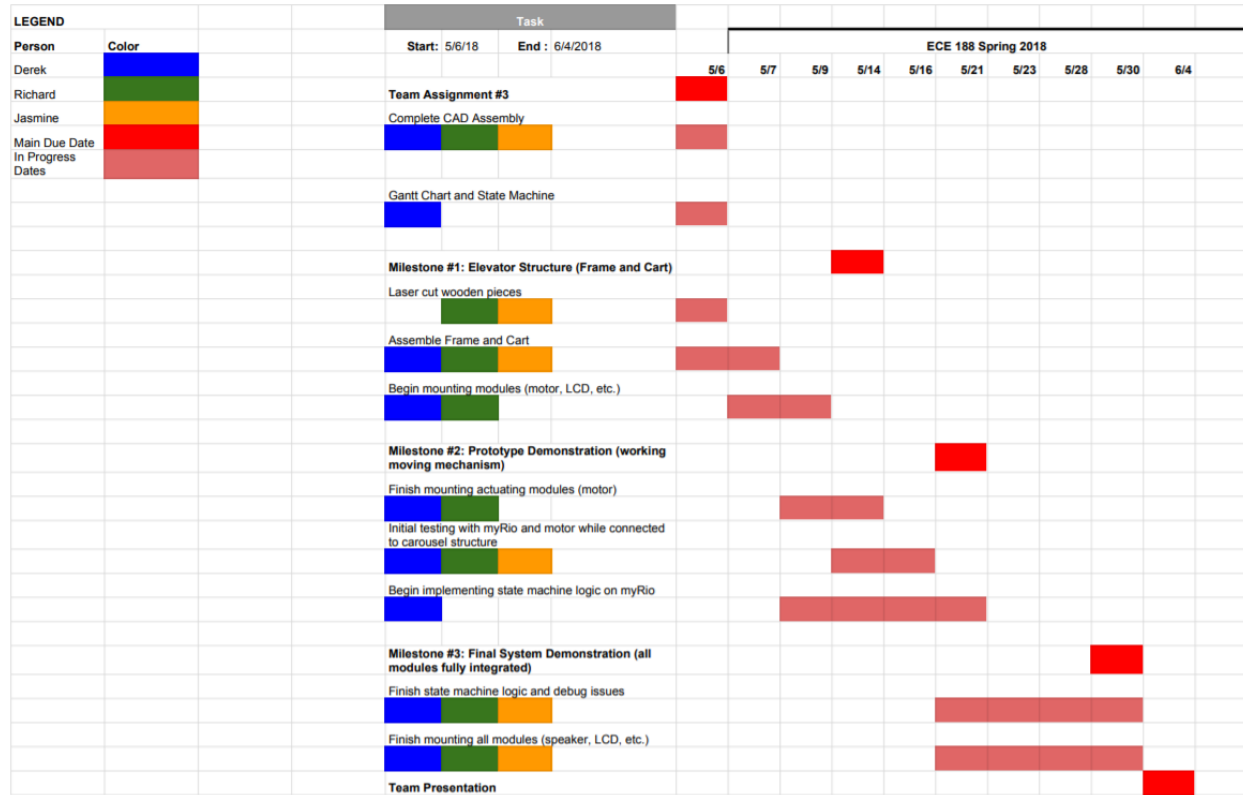 LEGEND
Task
Person Color
Start: 5/6/18 End : 6/4/2018
ECE 188 Spring 2018
Derek
5/6 5/7 5/9 5/14 5/16 5/21 5/23 5/28 5/30 6/4
Richard
Team Assignment #3
Jasmine
Complete CAD Assembly
Main Due Date
In Progress
Dates
Gantt Chart and State Machine
Milestone #1: Elevator Structure (Frame and Cart)
Laser cut wooden pieces
Assemble Frame and Cart
Begin mounting modules (motor, LCD, etc.)
Milestone #2: Prototype Demonstration (working
moving mechanism)
Finish mounting actuating modules (motor)
Initial testing with myRio and motor while connected
to carousel structure
Begin implementing state machine logic on myRio
Milestone #3: Final System Demonstration (all
modules fully integrated)
Finish state machine logic and debug issues
Finish mounting all modules (speaker, LCD, etc.)
Team Presentation